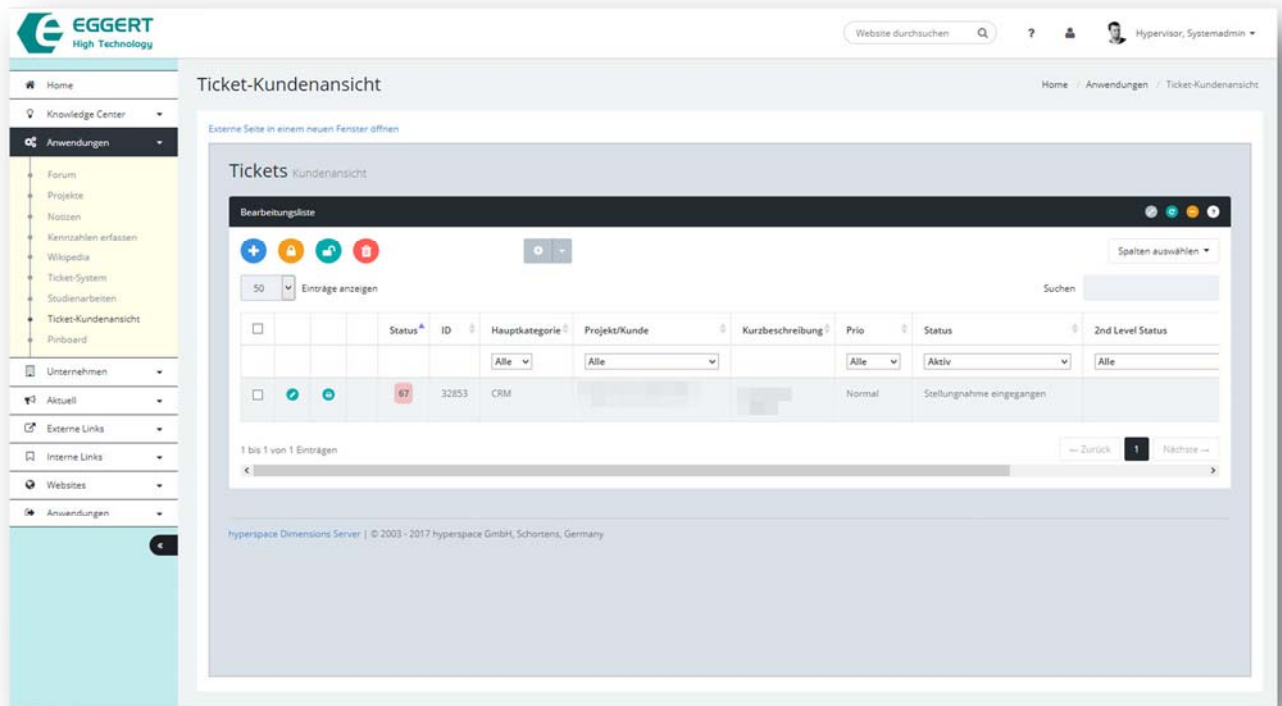 EGGERT
High Technology
Website durchsuchen
?
Hypervisor, Systemadmin
Home
Knowledge Center
Anwendungen
Forum
Projekte
Notizen
Kennzahlen erfassen
Wikipedia
Ticket-System
Studienarbeiten
Ticket-Kundenansicht
Pinboard
Unternehmen
Aktuell
Externe Links
Interne Links
Websites
Anwendungen
Ticket-Kundenansicht
Home / Anwendungen / Ticket-Kundenansicht
Externe Seite in einem neuen Fenster öffnen
Tickets Kundenansicht
Bearbeitungsliste
Spalten auswählen
50 Einträge anzeigen
Suchen
Status ID Hauptkategorie Projekt/Kunde Kurzbeschreibung Prio Status 2nd Level Status
Alle Alle Alle Aktiv Alle
67 32853 CRM Normal Stellungnahme eingegangen
1 bis 1 von 1 Einträgen
← Zurück 1 Nächste →
hyperspace Dimensions Server | © 2003 - 2017 hyperspace GmbH, Schortens, Germany